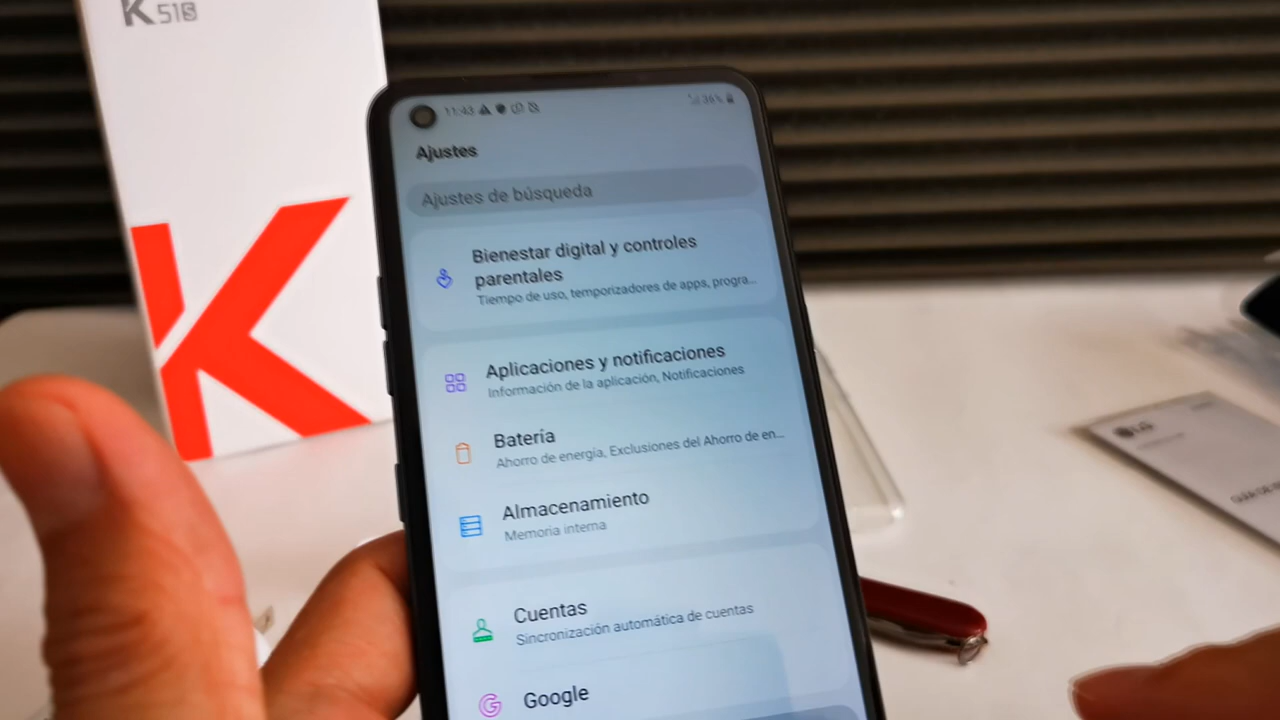 K51S
K
11:43
36%
Ajustes
Ajustes de búsqueda
Bienestar digital y controles
parentales
Tiempo de uso, temporizadores de apps, progra...
Aplicaciones y notificaciones
Información de la aplicación, Notificaciones
Batería
Ahorro de energía, Exclusiones del Ahorro de en...
Almacenamiento
Memoria interna
Cuentas
Sincronización automática de cuentas
Google
LG